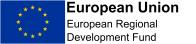 European Union
European Regional
Development Fund